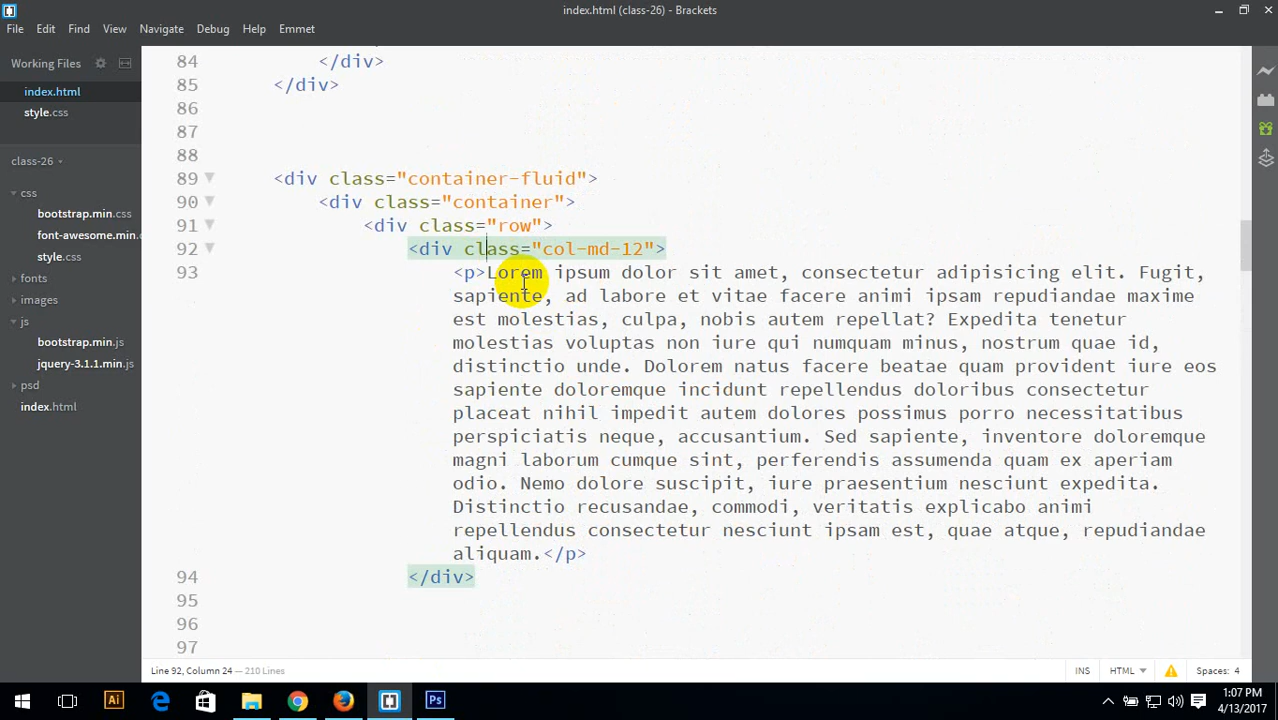 index.html (class-26) - Brackets
File Edit Find View Navigate Debug Help Emmet
Working Files
index.html
style.css
class-26
css
bootstrap.min.css
font-awesome.min.c
style.css
fonts
images
js
bootstrap.min.js
jquery-3.1.1.min.js
psd
index.html
84 </div>
85 </div>
86
87
88
89 <div class="container-fluid">
90 <div class="container">
91 <div class="row">
92 <div class="col-md-12">
93 <p>Lorem ipsum dolor sit amet, consectetur adipisicing elit. Fugit,
sapiente, ad labore et vitae facere animi ipsam repudiandae maxime
est molestias, culpa, nobis autem repellat? Expedita tenetur
molestias voluptas non iure qui numquam minus, nostrum quae id,
distinctio unde. Dolorem natus facere beatae quam provident iure eos
sapiente doloremque incidunt repellendus doloribus consectetur
placeat nihil impedit autem dolores possimus porro necessitatibus
perspiciatis neque, accusantium. Sed sapiente, inventore doloremque
magni laborum cumque sint, perferendis assumenda quam ex aperiam
odio. Nemo dolore suscipit, iure praesentium nesciunt expedita.
Distinctio recusandae, commodi, veritatis explicabo animi
repellendus consectetur nesciunt ipsam est, quae atque, repudiandae
aliquam.</p>
94 </div>
95
96
97
Line 92, Column 24 — 210 Lines
INS HTML Spaces: 4
Ai Ps
1:07 PM
4/13/2017